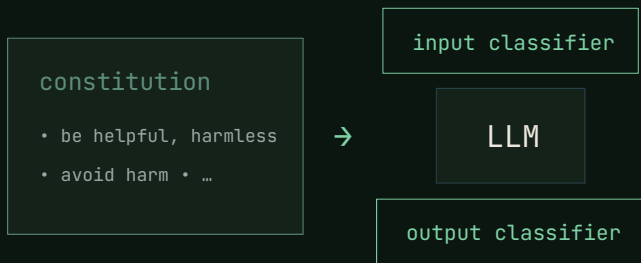 constitution
• be helpful, harmless
• avoid harm • …
→
input classifier
LLM
output classifier